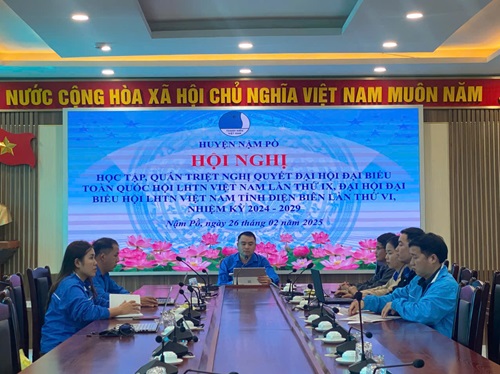 NƯỚC CỘNG HÒA XÃ HỘI CHỦ NGHĨA VIỆT NAM MUÔN NĂM
HUYỆN NẬM PỒ
HỘI NGHỊ
HỌC TẬP, QUÁN TRIỆT NGHỊ QUYẾT ĐẠI HỘI ĐẠI BIỂU
TOÀN QUỐC HỘI LHTN VIỆT NAM LẦN THỨ IX, ĐẠI HỘI ĐẠI
BIỂU HỘI LHTN VIỆT NAM TỈNH ĐIỆN BIÊN LẦN THỨ VI,
NHIỆM KỲ 2024 - 2029
Nậm Pồ, ngày 26 tháng 02 năm 2025